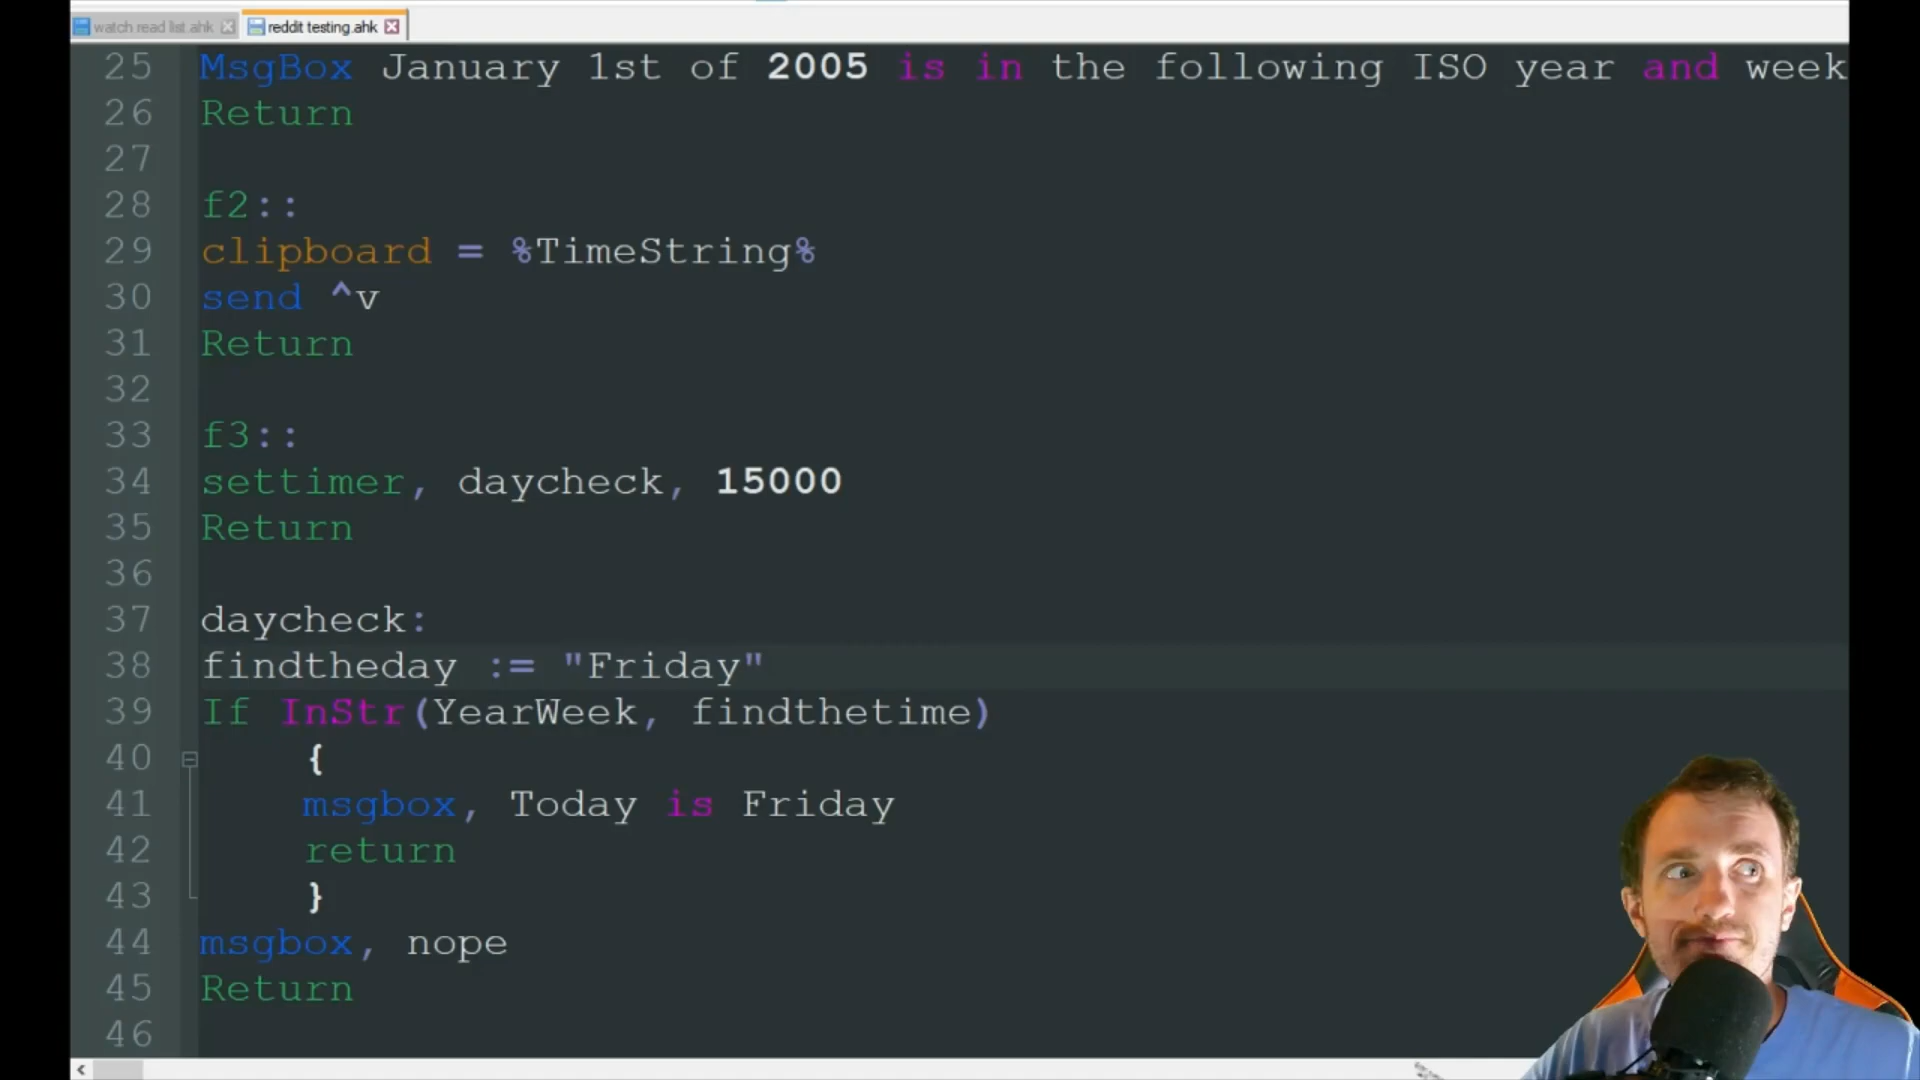 watch read list.ahk
reddit testing.ahk
25 MsgBox January 1st of 2005 is in the following ISO year and week
26 Return
27
28 f2::
29 clipboard = %TimeString%
30 send ^v
31 Return
32
33 f3::
34 settimer, daycheck, 15000
35 Return
36
37 daycheck:
38 findtheday := "Friday"
39 If InStr(YearWeek, findthetime)
40 {
41 msgbox, Today is Friday
42 return
43 }
44 msgbox, nope
45 Return
46